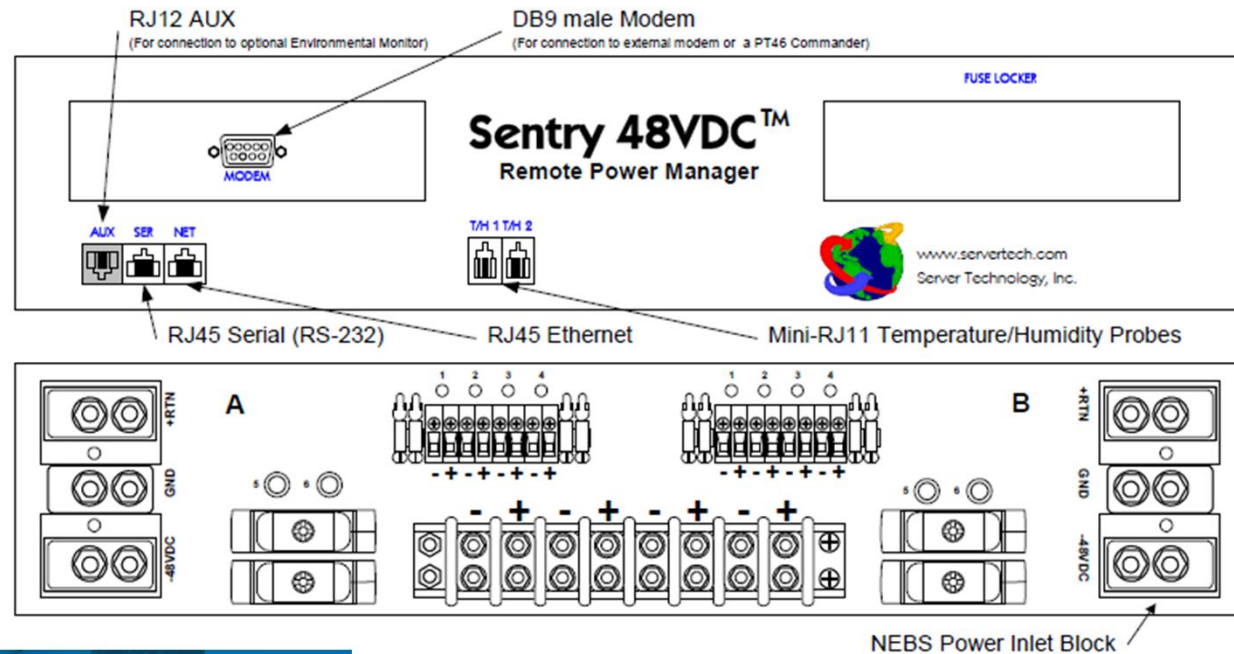 RJ12 AUX
(For connection to optional Environmental Monitor)
DB9 male Modem
(For connection to external modem or a PT46 Commander)
FUSE LOCKER
Sentry 48VDC™
Remote Power Manager
MODEM
AUX SER NET
T/H 1 T/H 2
www.servertech.com
Server Technology, Inc.
RJ45 Serial (RS-232)
RJ45 Ethernet
Mini-RJ11 Temperature/Humidity Probes
+RTN
GND
-48VDC
A
1 2 3 4
- + - + - + - +
5 6
1 2 3 4
- + - + - + - +
B
5 6
- + - + - + - +
+RTN
GND
-48VDC
NEBS Power Inlet Block